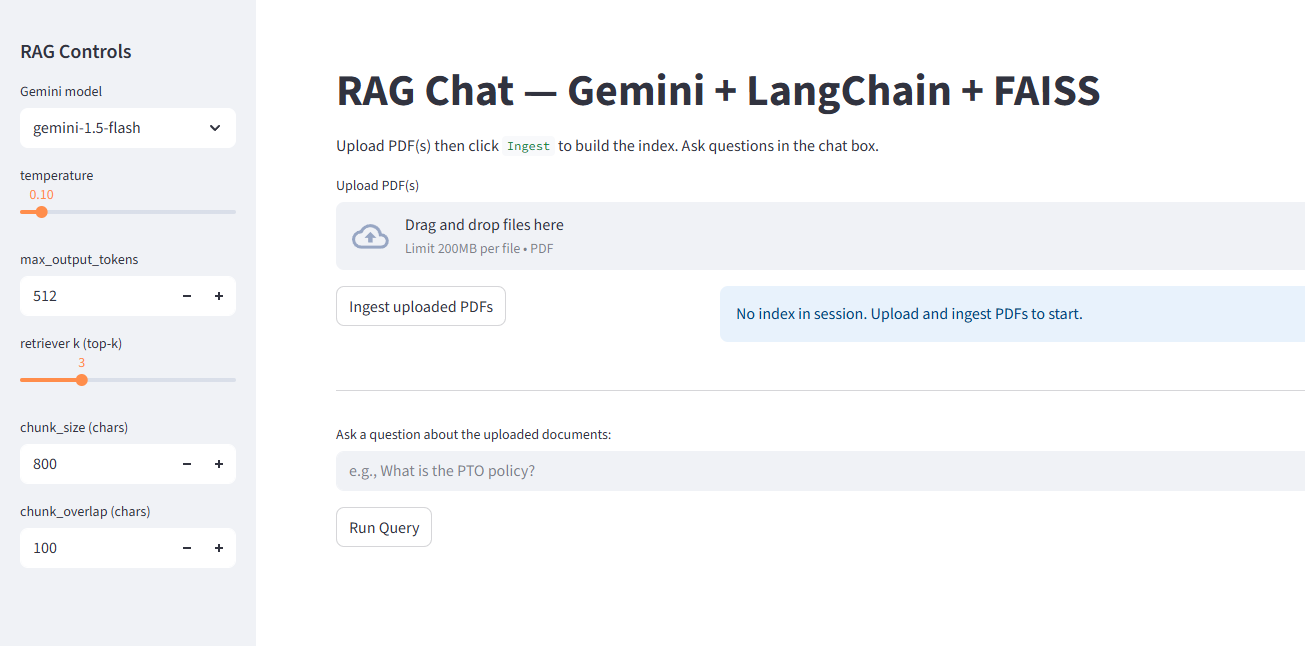 RAG Controls
Gemini model
gemini-1.5-flash
temperature
0.10
max_output_tokens
512
retriever k (top-k)
3
chunk_size (chars)
800
chunk_overlap (chars)
100
RAG Chat — Gemini + LangChain + FAISS
Upload PDF(s) then click Ingest to build the index. Ask questions in the chat box.
Upload PDF(s)
Drag and drop files here
Limit 200MB per file • PDF
Ingest uploaded PDFs
No index in session. Upload and ingest PDFs to start.
Ask a question about the uploaded documents:
e.g., What is the PTO policy?
Run Query